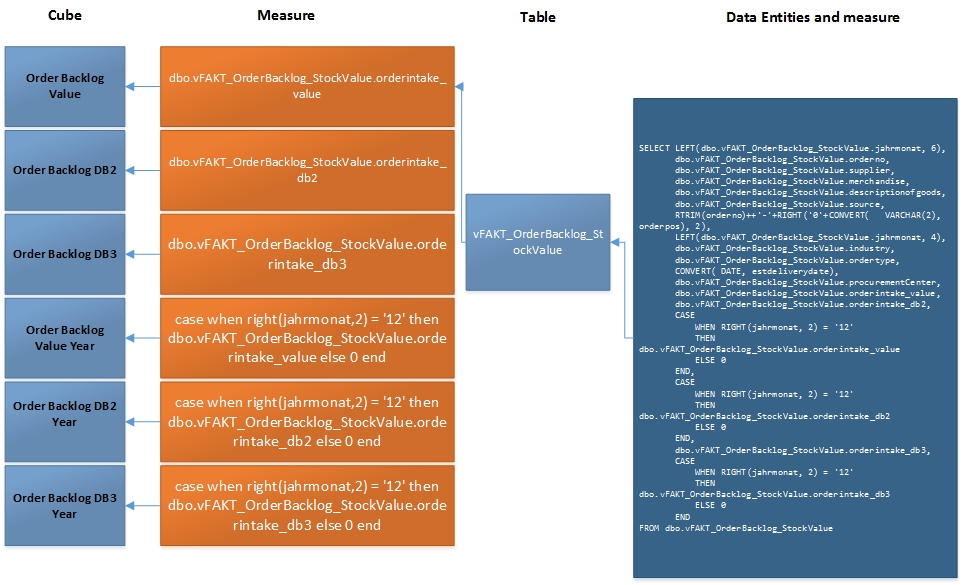 Cube
Measure
Table
Data Entities and measure
Order Backlog
Value
dbo.vFAKT_OrderBacklog_StockValue.orderintake_
value
Order Backlog DB2
dbo.vFAKT_OrderBacklog_StockValue.orderintake_
db2
Order Backlog DB3
dbo.vFAKT_OrderBacklog_StockValue.orde
rintake_db3
Order Backlog
Value Year
case when right(jahrmonat,2) = '12' then
dbo.vFAKT_OrderBacklog_StockValue.orde
rintake_value else 0 end
Order Backlog DB2
Year
case when right(jahrmonat,2) = '12' then
dbo.vFAKT_OrderBacklog_StockValue.orde
rintake_db2 else 0 end
Order Backlog DB3
Year
case when right(jahrmonat,2) = '12' then
dbo.vFAKT_OrderBacklog_StockValue.orde
rintake_db3 else 0 end
vFAKT_OrderBacklog_St
ockValue
SELECT LEFT(dbo.vFAKT_OrderBacklog_StockValue.jahrmonat, 6),
dbo.vFAKT_OrderBacklog_StockValue.orderno,
dbo.vFAKT_OrderBacklog_StockValue.supplier,
dbo.vFAKT_OrderBacklog_StockValue.merchandise,
dbo.vFAKT_OrderBacklog_StockValue.descriptionofgoods,
dbo.vFAKT_OrderBacklog_StockValue.source,
RTRIM(orderno)++'-'+RIGHT('0'+CONVERT( VARCHAR(2),
orderpos), 2),
LEFT(dbo.vFAKT_OrderBacklog_StockValue.jahrmonat, 4),
dbo.vFAKT_OrderBacklog_StockValue.industry,
dbo.vFAKT_OrderBacklog_StockValue.ordertype,
CONVERT( DATE, estdeliverydate),
dbo.vFAKT_OrderBacklog_StockValue.procurementCenter,
dbo.vFAKT_OrderBacklog_StockValue.orderintake_value,
dbo.vFAKT_OrderBacklog_StockValue.orderintake_db2,
CASE
WHEN RIGHT(jahrmonat, 2) = '12'
THEN
dbo.vFAKT_OrderBacklog_StockValue.orderintake_value
ELSE 0
END,
CASE
WHEN RIGHT(jahrmonat, 2) = '12'
THEN
dbo.vFAKT_OrderBacklog_StockValue.orderintake_db2
ELSE 0
END,
dbo.vFAKT_OrderBacklog_StockValue.orderintake_db3,
CASE
WHEN RIGHT(jahrmonat, 2) = '12'
THEN
dbo.vFAKT_OrderBacklog_StockValue.orderintake_db3
ELSE 0
END
FROM dbo.vFAKT_OrderBacklog_StockValue